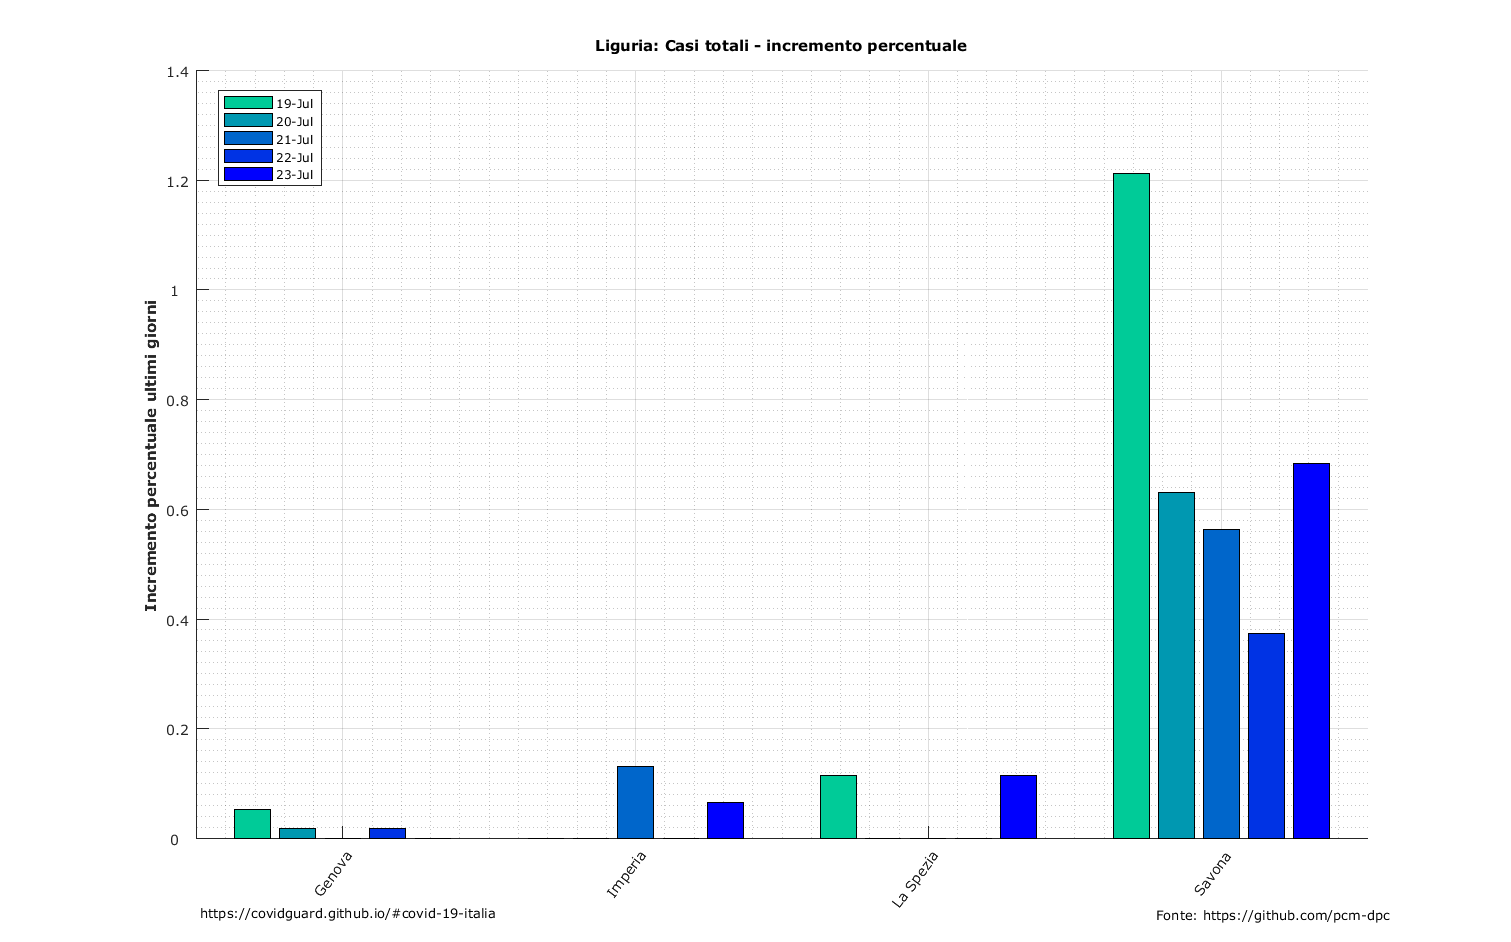 Liguria: Casi totali - incremento percentuale
1.4
1.2
1
0.8
0.6
0.4
0.2
0
Incremento percentuale ultimi giorni
19-Jul
20-Jul
21-Jul
22-Jul
23-Jul
Genova
Imperia
La Spezia
Savona
https://covidguard.github.io/#covid-19-italia
Fonte: https://github.com/pcm-dpc